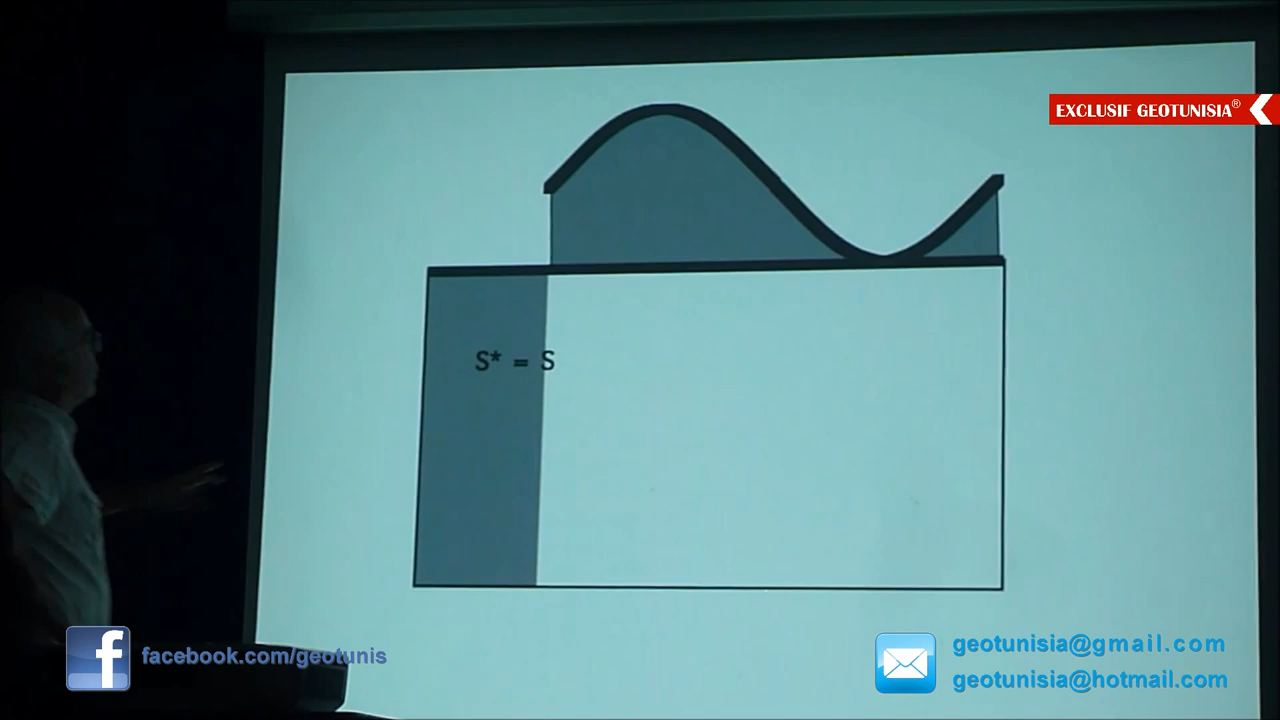 EXCLUSIF GEOTUNISIA®
S* = S
facebook.com/geotunis
geotunisia@gmail.com
geotunisia@hotmail.com